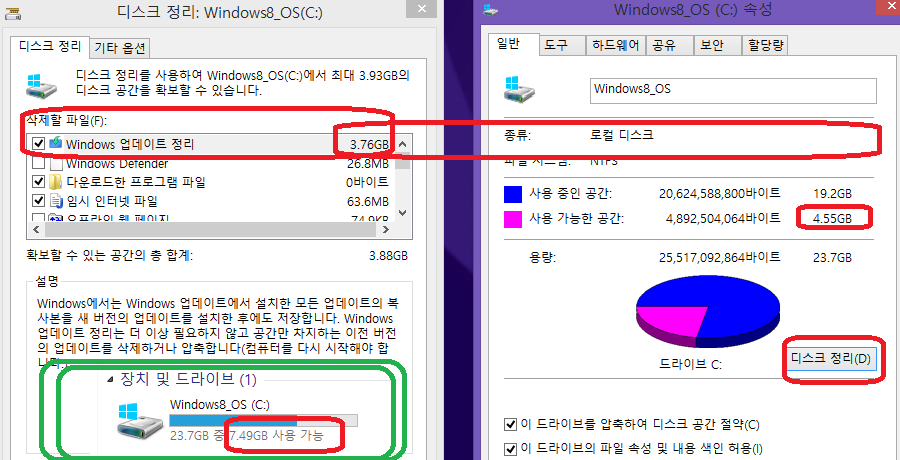 디스크 정리: Windows8_OS(C:)
디스크 정리
기타 옵션
디스크 정리를 사용하여 Windows8_OS(C:)에서 최대 3.93GB의
디스크 공간을 확보할 수 있습니다.
삭제할 파일(F):
Windows 업데이트 정리 3.76GB
Windows Defender 26.8MB
다운로드한 프로그램 파일 0바이트
임시 인터넷 파일 63.6MB
오프라인 웹 페이지 74.9KB
확보할 수 있는 공간의 총 합계: 3.88GB
설명
Windows에서는 Windows 업데이트에서 설치한 모든 업데이트의 복
사본을 새 버전의 업데이트를 설치한 후에도 저장합니다. Windows
업데이트 정리는 더 이상 필요하지 않고 공간만 차지하는 이전 버전
의 업데이트를 삭제하거나 압축합니다(컴퓨터를 다시 시작해야 합
니다.)
장치 및 드라이브 (1)
Windows8_OS (C:)
23.7GB 중 7.49GB 사용 가능
Windows8_OS (C:) 속성
일반
도구
하드웨어
공유
보안
할당량
Windows8_OS
종류: 로컬 디스크
파일 시스템: NTFS
사용 중인 공간: 20,624,588,800바이트 19.2GB
사용 가능한 공간: 4,892,504,064바이트 4.55GB
용량: 25,517,092,864바이트 23.7GB
드라이브 C:
디스크 정리(D)
이 드라이브를 압축하여 디스크 공간 절약(C)
이 드라이브의 파일 속성 및 내용 색인 허용(I)